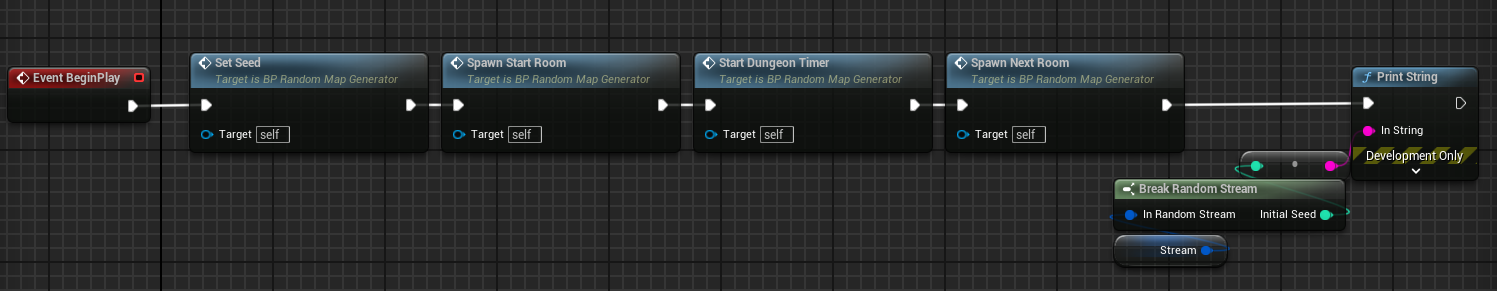 Event BeginPlay
Set Seed
Target is BP Random Map Generator
Target self
Spawn Start Room
Target is BP Random Map Generator
Target self
Start Dungeon Timer
Target is BP Random Map Generator
Target self
Spawn Next Room
Target is BP Random Map Generator
Target self
f Print String
In String
Development Only
Break Random Stream
In Random Stream Initial Seed
Stream